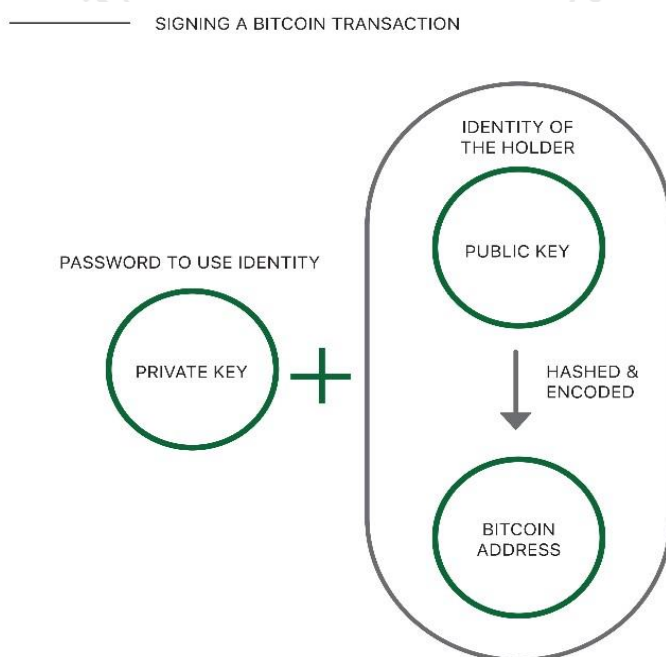 SIGNING A BITCOIN TRANSACTION
IDENTITY OF
THE HOLDER
PUBLIC KEY
PASSWORD TO USE IDENTITY
PRIVATE KEY
HASHED &
ENCODED
BITCOIN
ADDRESS